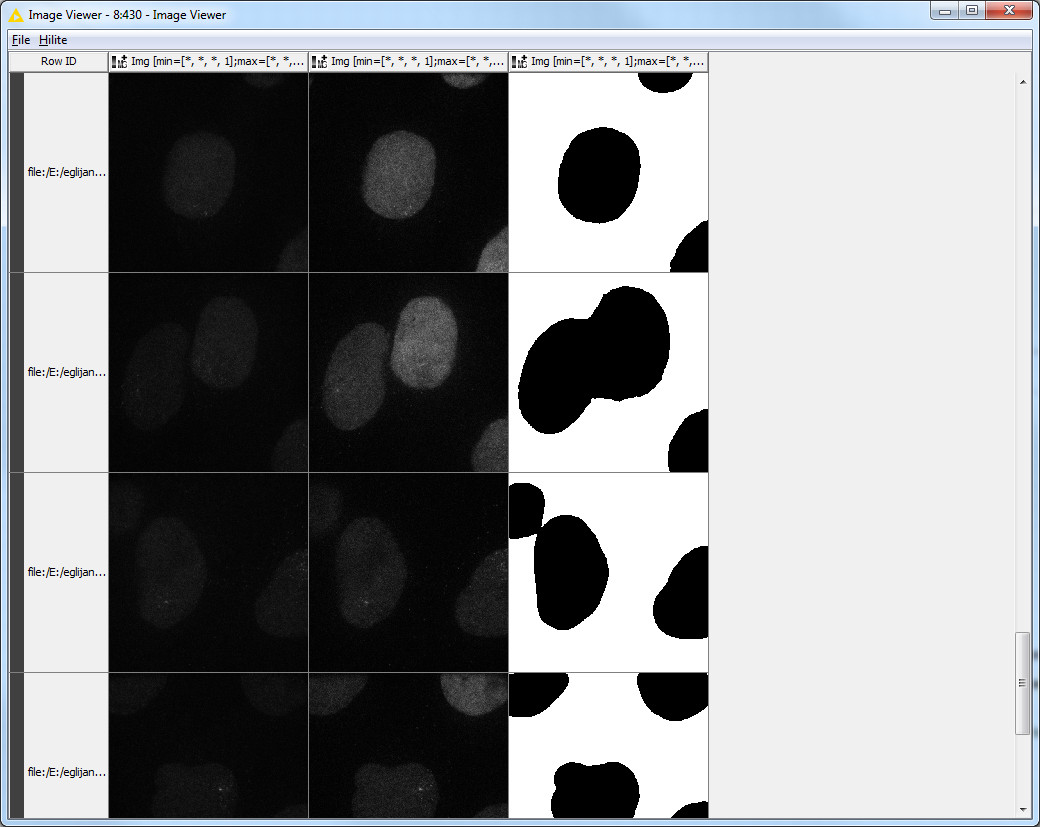 Image Viewer - 8:430 - Image Viewer
File Hilite
Row ID Img [min=[*, *, *, 1];max=[*, *,... Img [min=[*, *, *, 1];max=[*, *,... Img [min=[*, *, *, 1];max=[*, *,...
file:/E:/eglijan...
file:/E:/eglijan...
file:/E:/eglijan...
file:/E:/eglijan...